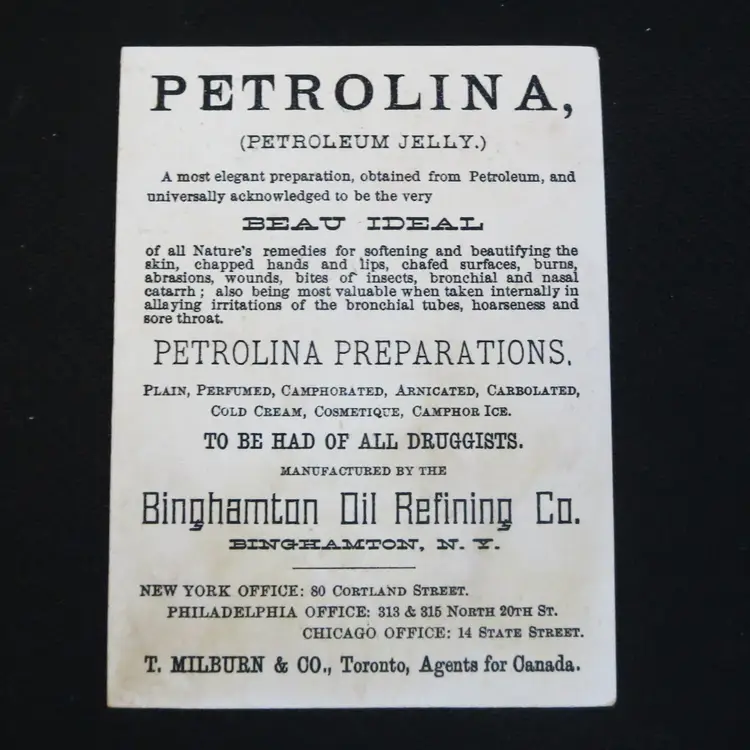 PETROLINA,
(PETROLEUM JELLY.)
A most elegant preparation, obtained from Petroleum, and
universally acknowledged to be the very
BEAU IDEAL
of all Nature's remedies for softening and beautifying the
skin, chapped hands and lips, chafed surfaces, burns,
abrasions, wounds, bites of insects, bronchial and nasal
catarrh; also being most valuable when taken internally in
allaying irritations of the bronchial tubes, hoarseness and
sore throat.
PETROLINA PREPARATIONS.
PLAIN, PERFUMED, CAMPHORATED, ARNICATED, CARBOLATED,
COLD CREAM, COSMETIQUE, CAMPHOR ICE.
TO BE HAD OF ALL DRUGGISTS.
MANUFACTURED BY THE
Binghamton Oil Refining Co.
BINGHAMTON, N. Y.
NEW YORK OFFICE: 80 CORTLAND STREET.
PHILADELPHIA OFFICE: 313 & 315 NORTH 20TH ST.
CHICAGO OFFICE: 14 STATE STREET.
T. MILBURN & CO., Toronto, Agents for Canada.